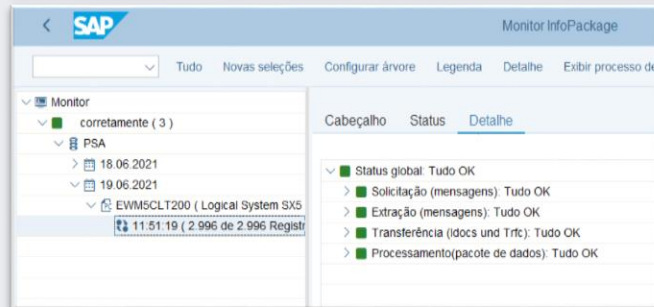 SAP
Monitor InfoPackage
Tudo Novas seleções Configurar árvore Legenda Detalhe Exibir processo de
Monitor
corretamente ( 3 )
PSA
18.06.2021
19.06.2021
EWM5CLT200 ( Logical System SX5
11:51:19 ( 2.996 de 2.996 Registr
Cabeçalho Status Detalhe
Status global: Tudo OK
Solicitação (mensagens): Tudo OK
Extração (mensagens): Tudo OK
Transferência (Idocs und Trfc): Tudo OK
Processamento(pacote de dados): Tudo OK